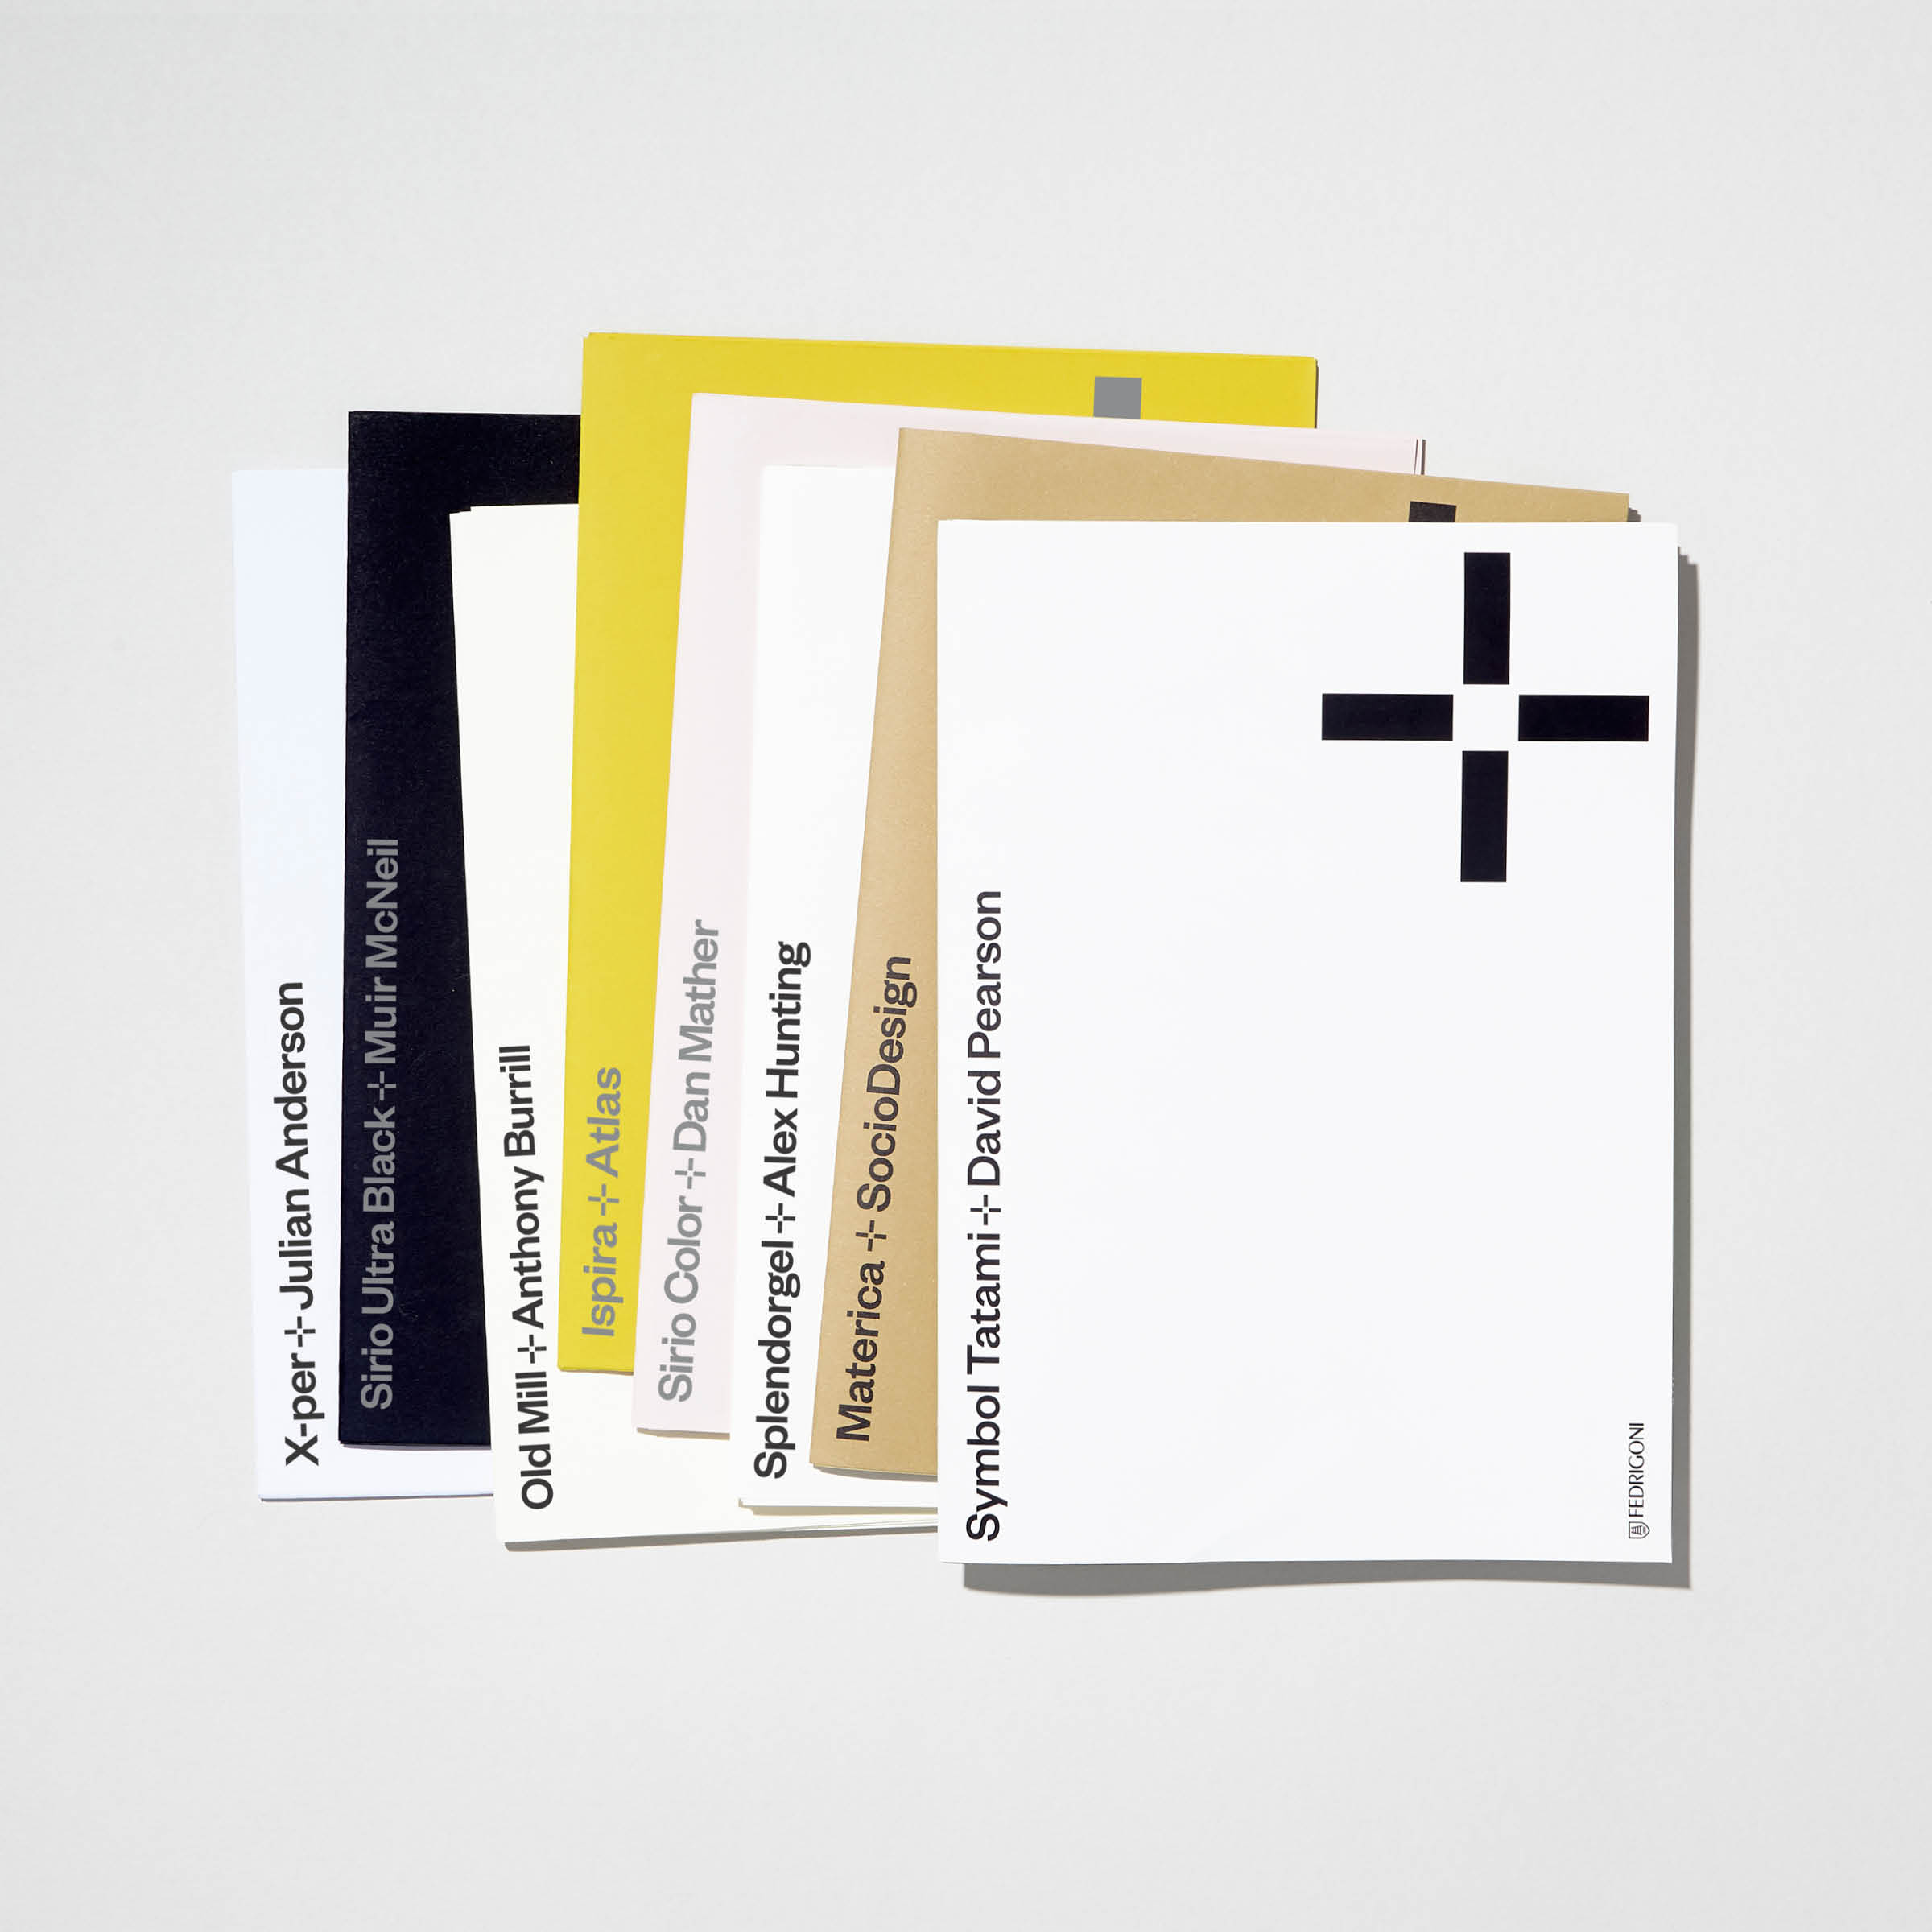 X-per + Julian Anderson
Sirio Ultra Black + Muir McNeil
Old Mill + Anthony Burrill
Ispira + Atlas
Sirio Color + Dan Mather
Splendorgel + Alex Hunting
Materica + SocioDesign
Symbol Tatami + David Pearson
FEDRIGONI